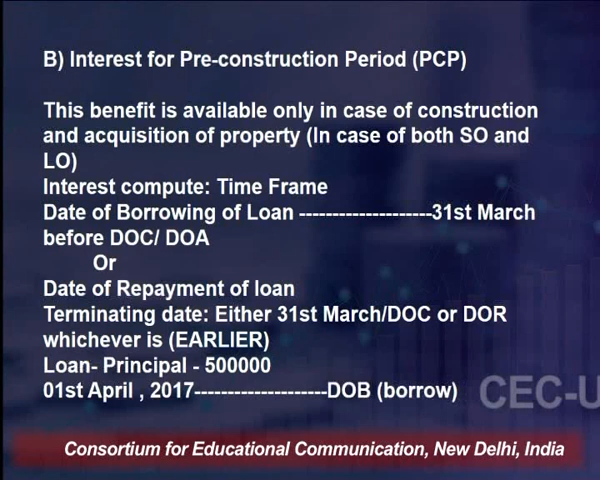 B) Interest for Pre-construction Period (PCP)
This benefit is available only in case of construction
and acquisition of property (In case of both SO and
LO)
Interest compute: Time Frame
Date of Borrowing of Loan --------------------31st March
before DOC/ DOA
Or
Date of Repayment of loan
Terminating date: Either 31st March/DOC or DOR
whichever is (EARLIER)
Loan- Principal - 500000
01st April , 2017--------------------DOB (borrow)
CEC-U
Consortium for Educational Communication, New Delhi, India